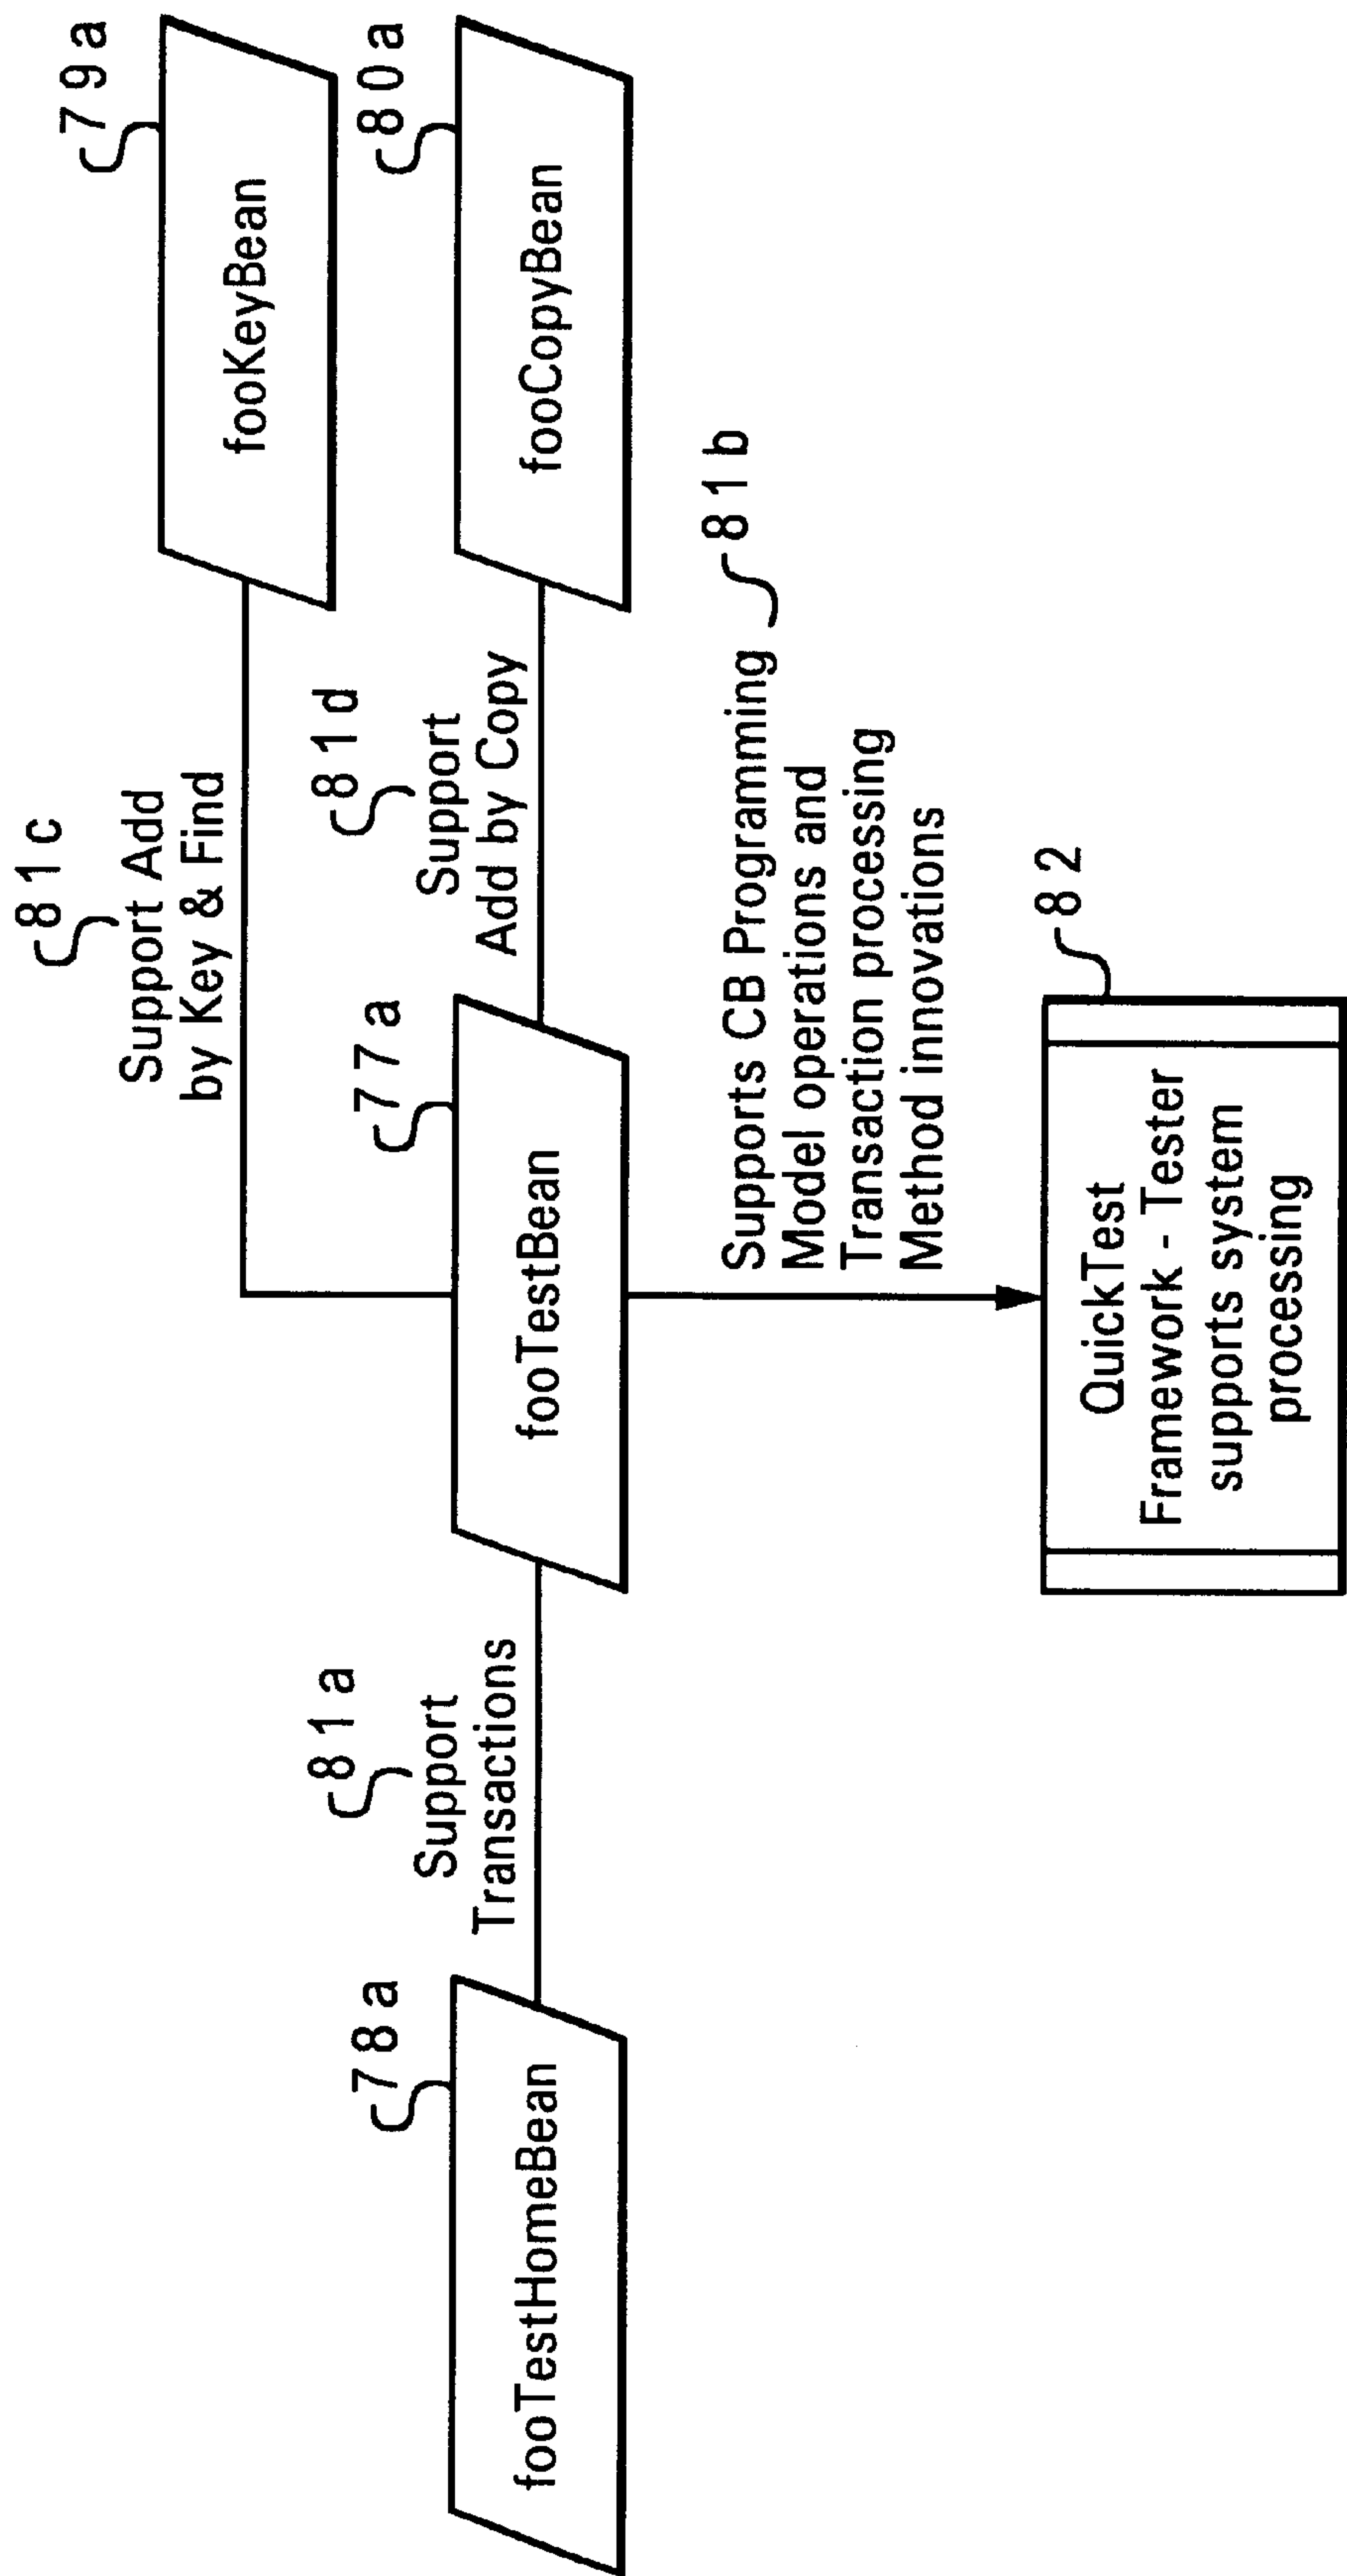 81c
Support Add
by Key & Find
79a
fooKeyBean
78a
fooTestHomeBean
81a
Support
Transactions
77a
fooTestBean
81d
Support
Add by Copy
80a
fooCopyBean
Supports CB Programming
Model operations and
Transaction processing
Method innovations
81b
82
QuickTest
Framework - Tester
supports system
processing